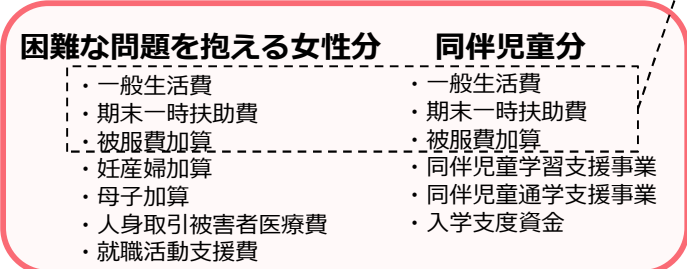 困難な問題を抱える女性分
・一般生活費
・期末一時扶助費
・被服費加算
・妊産婦加算
・母子加算
・人身取引被害者医療費
・就職活動支援費
同伴児童分
・一般生活費
・期末一時扶助費
・被服費加算
・同伴児童学習支援事業
・同伴児童通学支援事業
・入学支度資金